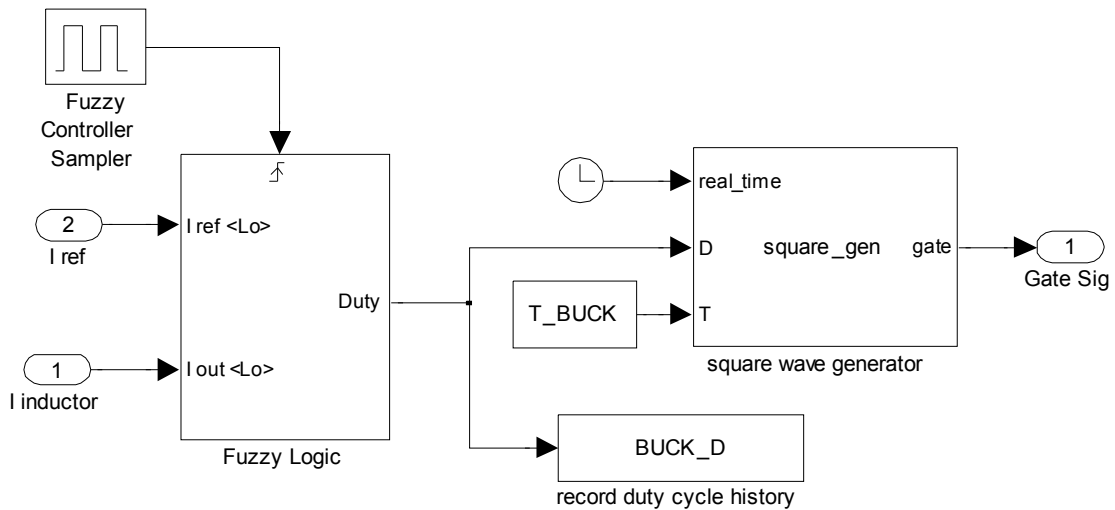 Fuzzy
Controller
Sampler
2
I ref
1
I inductor
I ref <Lo>
I out <Lo>
Duty
Fuzzy Logic
real_time
D
T
square_gen
gate
square wave generator
T_BUCK
1
Gate Sig
BUCK_D
record duty cycle history